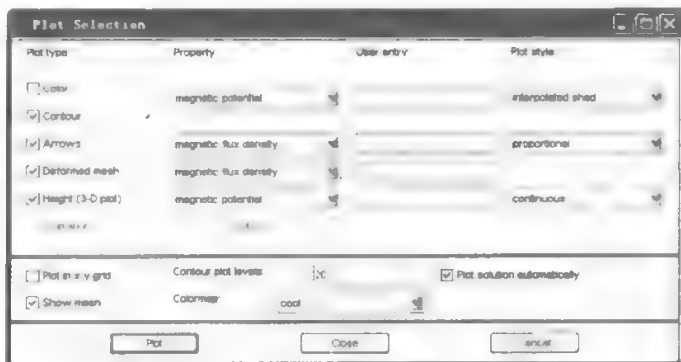 Plot Selection
Plot type Property User entry Plot style
Color
magnetic potential interpolated shad
Contour
Arrows magnetic flux density proportional
Deformed mesh magnetic flux density
Height (3-D plot) magnetic potential continuous
Plot in x-y grid Contour plot levels: 20 Plot solution automatically
Show mesh Colormap: cool
Plot Close Cancel